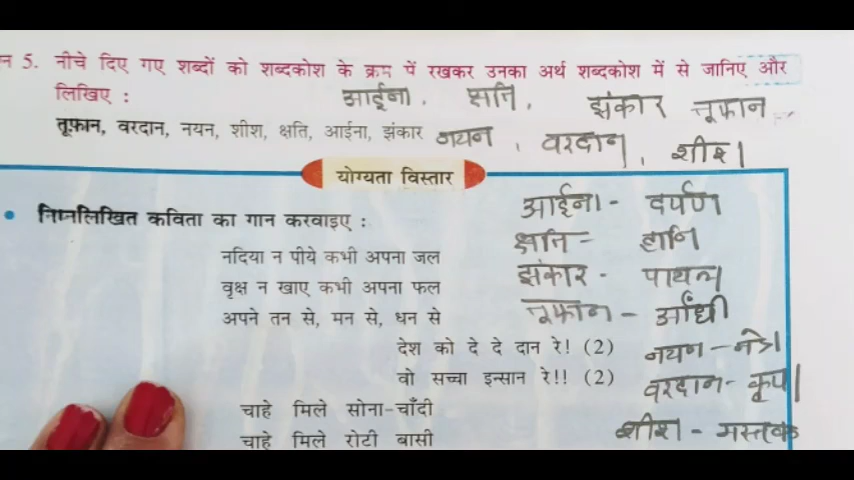 न 5. नीचे दिए गए शब्दों को शब्दकोश के क्रम में रखकर उनका अर्थ शब्दकोश में से जानिए और
लिखिए :
आईना, क्षति, झंकार तूफान
तूफ़ान, वरदान, नयन, शीश, क्षति, आईना, झंकार
नयन, वरदान, शीश।
योग्यता विस्तार
• निम्नलिखित कविता का गान करवाइए :
नदिया न पीये कभी अपना जल
वृक्ष न खाए कभी अपना फल
अपने तन से, मन से, धन से
देश को दे दे दान रे! (2)
वो सच्चा इन्सान रे!! (2)
चाहे मिले सोना-चाँदी
चाहे मिले रोटी बासी
आईना - दर्पण
क्षति - हानि
झंकार - पायल
तूफान - आँधी
नयण - नेत्र
वरदान - कृपा
शीश - मस्तक